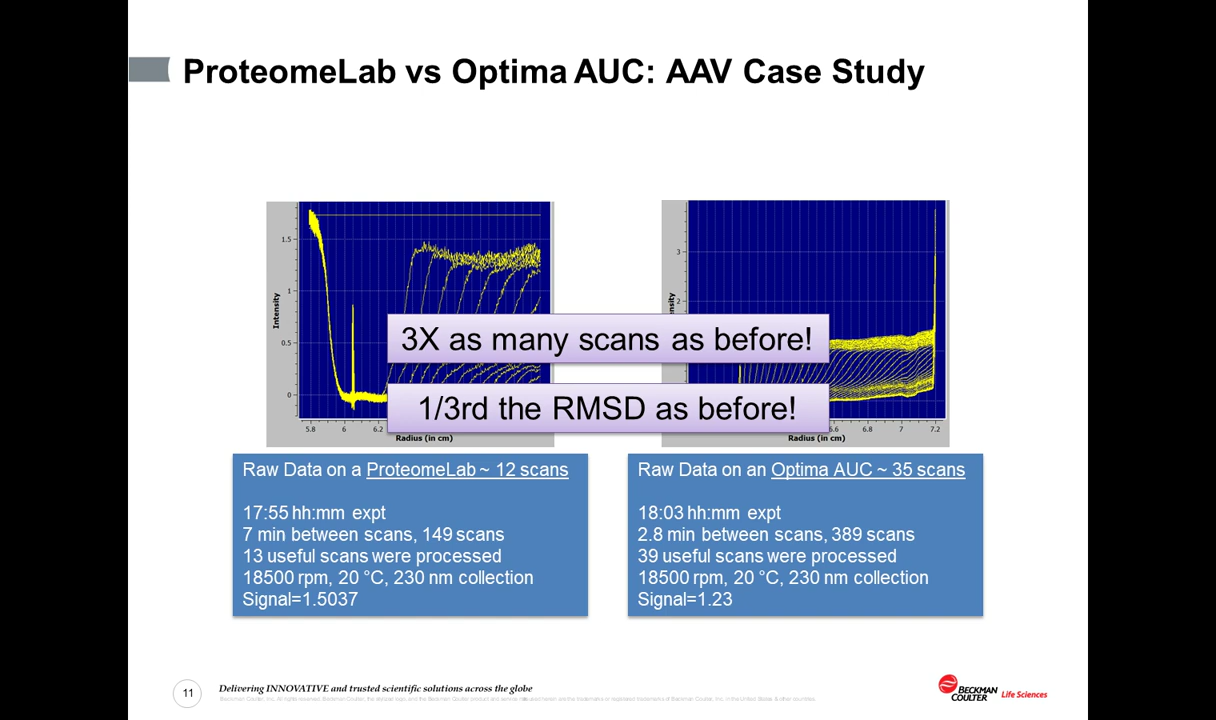 ProteomeLab vs Optima AUC: AAV Case Study
1.5
1
0.5
0
Intensity
5.8 6 6.2
Radius (in cm)
3
2
6.6 6.8 7 7.2
Radius (in cm)
3X as many scans as before!
1/3rd the RMSD as before!
Raw Data on a ProteomeLab ~ 12 scans
17:55 hh:mm expt
7 min between scans, 149 scans
13 useful scans were processed
18500 rpm, 20 °C, 230 nm collection
Signal=1.5037
Raw Data on an Optima AUC ~ 35 scans
18:03 hh:mm expt
2.8 min between scans, 389 scans
39 useful scans were processed
18500 rpm, 20 °C, 230 nm collection
Signal=1.23
11
Delivering INNOVATIVE and trusted scientific solutions across the globe
BECKMAN
COULTER Life Sciences